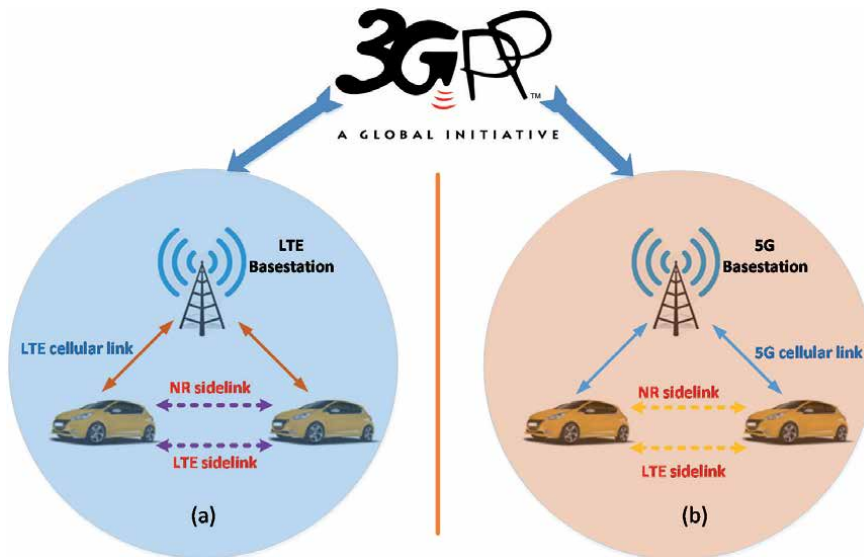 3GPP
TM
A GLOBAL INITIATIVE
LTE
Basestation
LTE cellular link
NR sidelink
LTE sidelink
(a)
5G
Basestation
5G cellular link
NR sidelink
LTE sidelink
(b)